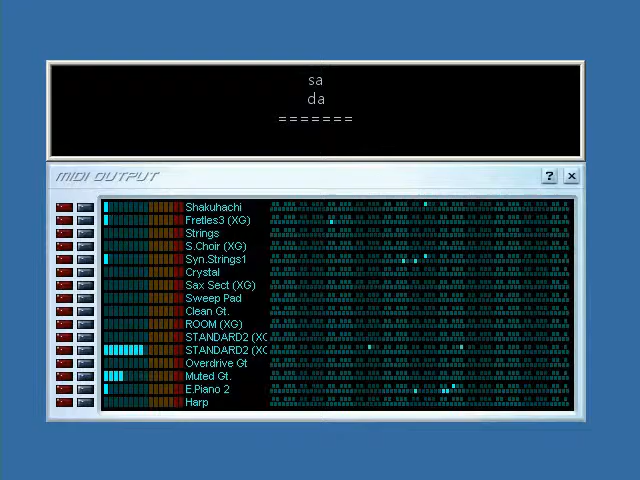 sa
da
=======
MIDI OUTPUT
? ×
Shakuhachi
Fretles3 (XG)
Strings
S.Choir (XG)
Syn.Strings1
Crystal
Sax Sect (XG)
Sweep Pad
Clean Gt.
ROOM (XG)
STANDARD2 (XG
STANDARD2 (XG
Overdrive Gt
Muted Gt.
E.Piano 2
Harp